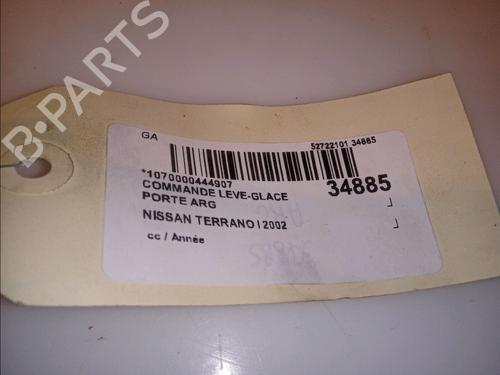 B-PARTS
GA
52722101 34885
*1070000444907
34885
COMMANDE LEVE-GLACE
PORTE ARG
NISSAN TERRANO I 2002
cc / Année